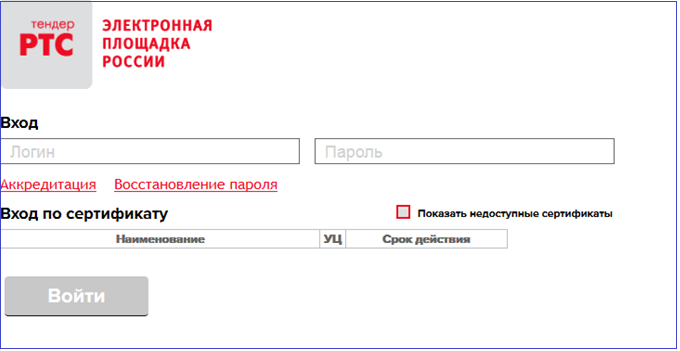 тендер
РТС
ЭЛЕКТРОННАЯ
ПЛОЩАДКА
РОССИИ
Вход
Логин Пароль
Аккредитация Восстановление пароля
Вход по сертификату Показать недоступные сертификаты
Наименование УЦ Срок действия
Войти